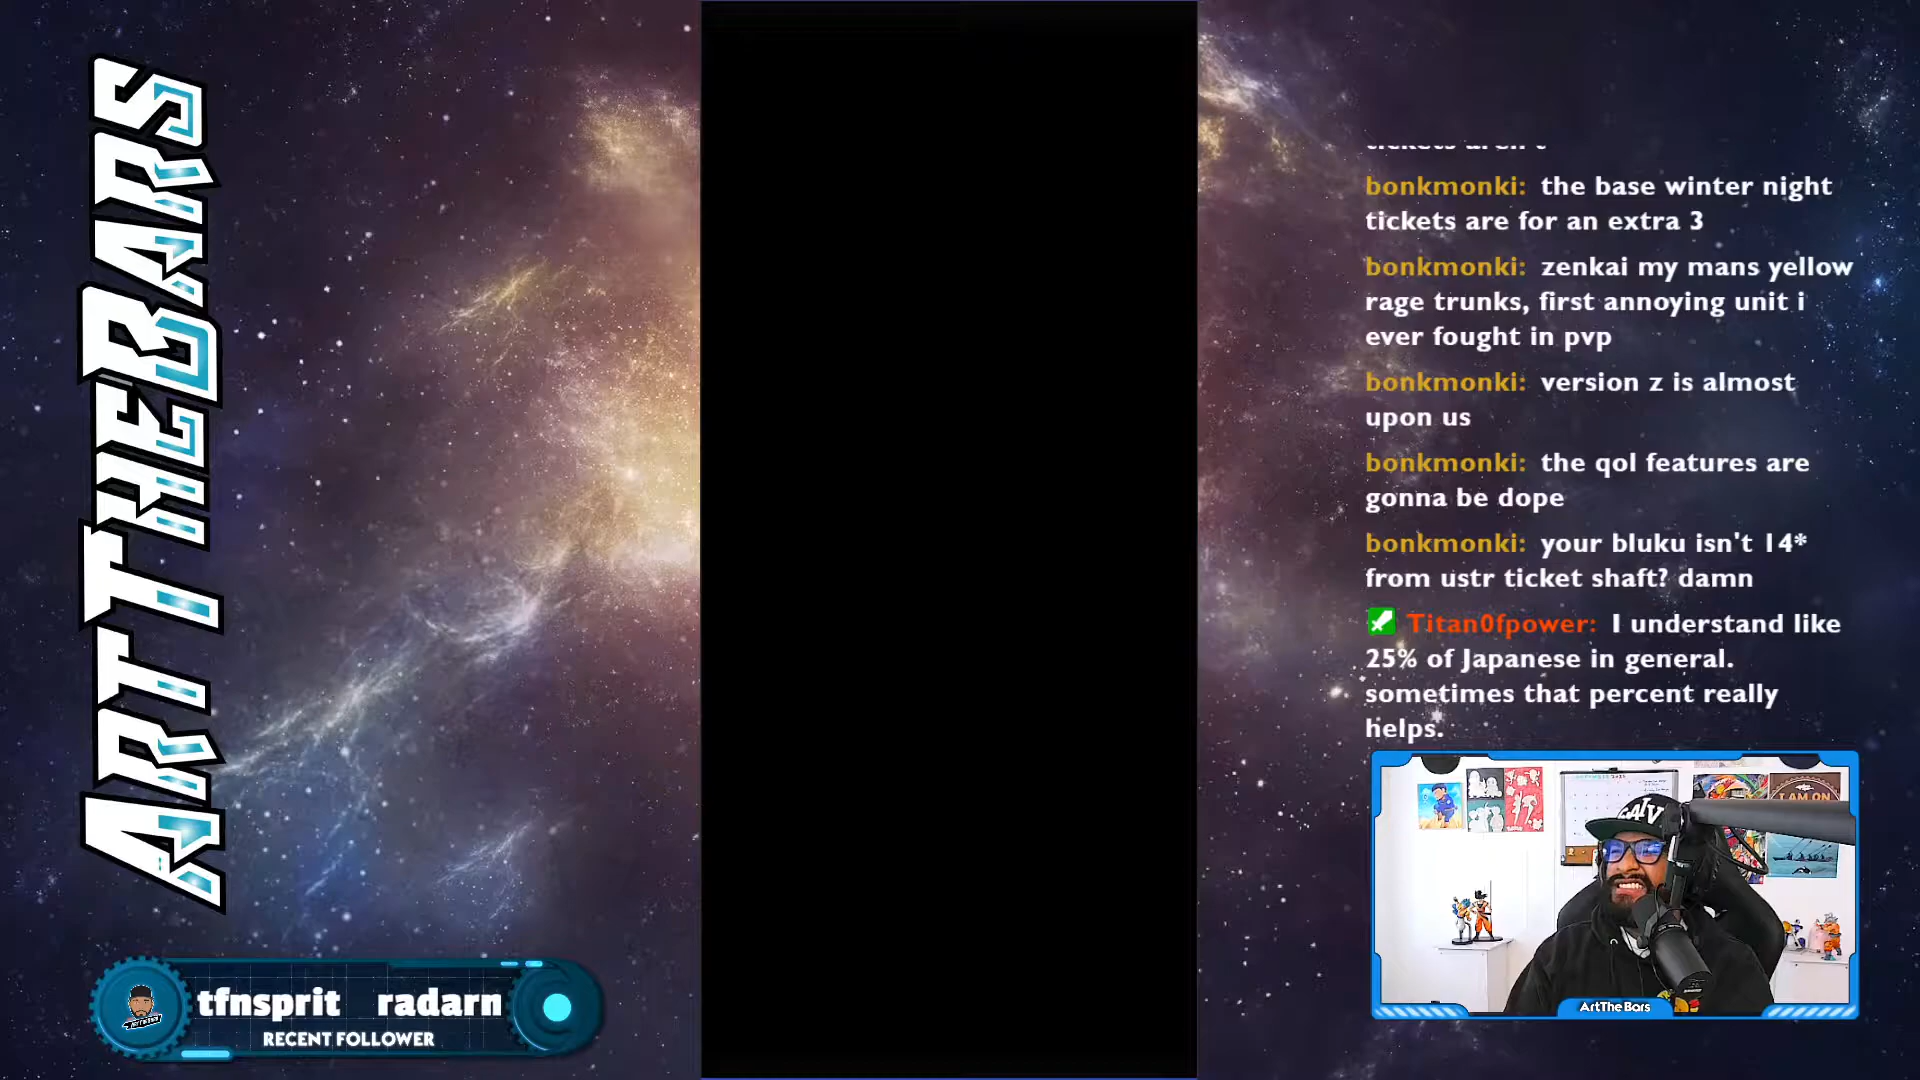 ARTTHEBARS
bonkmonki: the base winter night
tickets are for an extra 3
bonkmonki: zenkai my mans yellow
rage trunks, first annoying unit i
ever fought in pvp
bonkmonki: version z is almost
upon us
bonkmonki: the qol features are
gonna be dope
bonkmonki: your bluku isn't 14*
from ustr ticket shaft? damn
Titan0fpower: I understand like
25% of Japanese in general.
sometimes that percent really
helps.
I AM ON
ArtTheBars
tfnsprit radarn
RECENT FOLLOWER